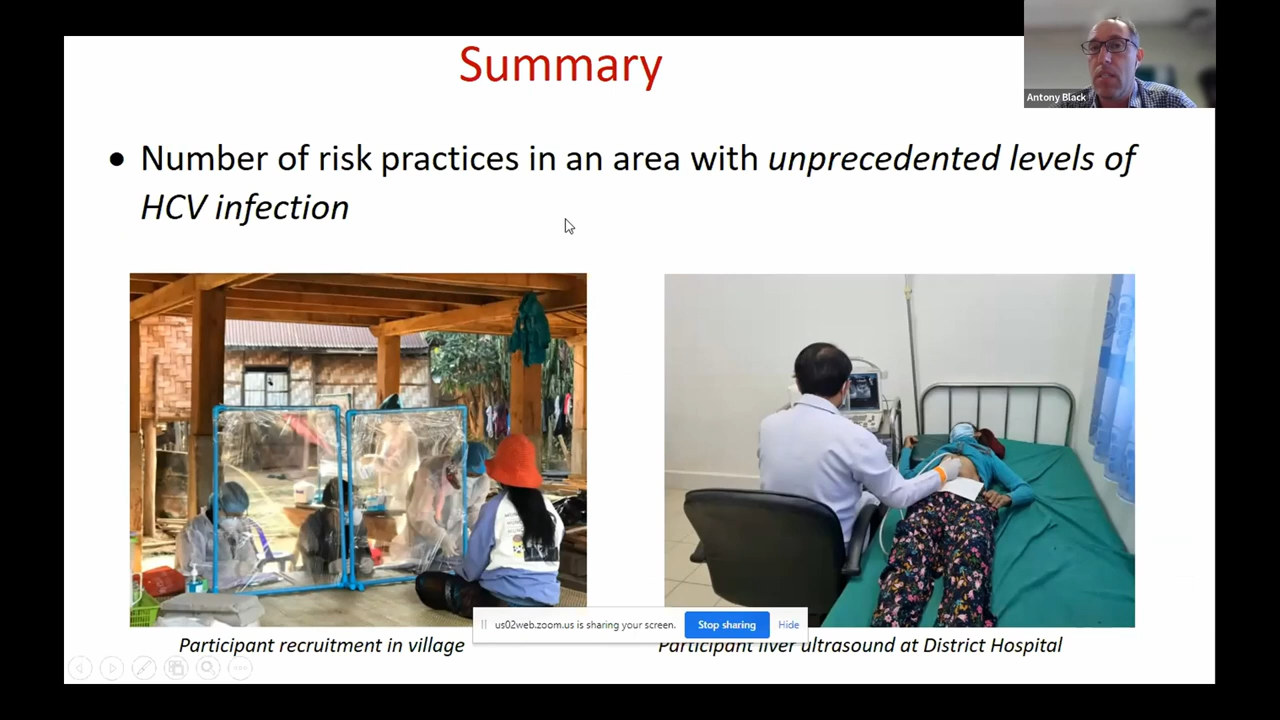 Summary
Antony Black
• Number of risk practices in an area with unprecedented levels of
HCV infection
us02web.zoom.us is sharing your screen.
Stop sharing
Hide
Participant recruitment in village
Participant liver ultrasound at District Hospital